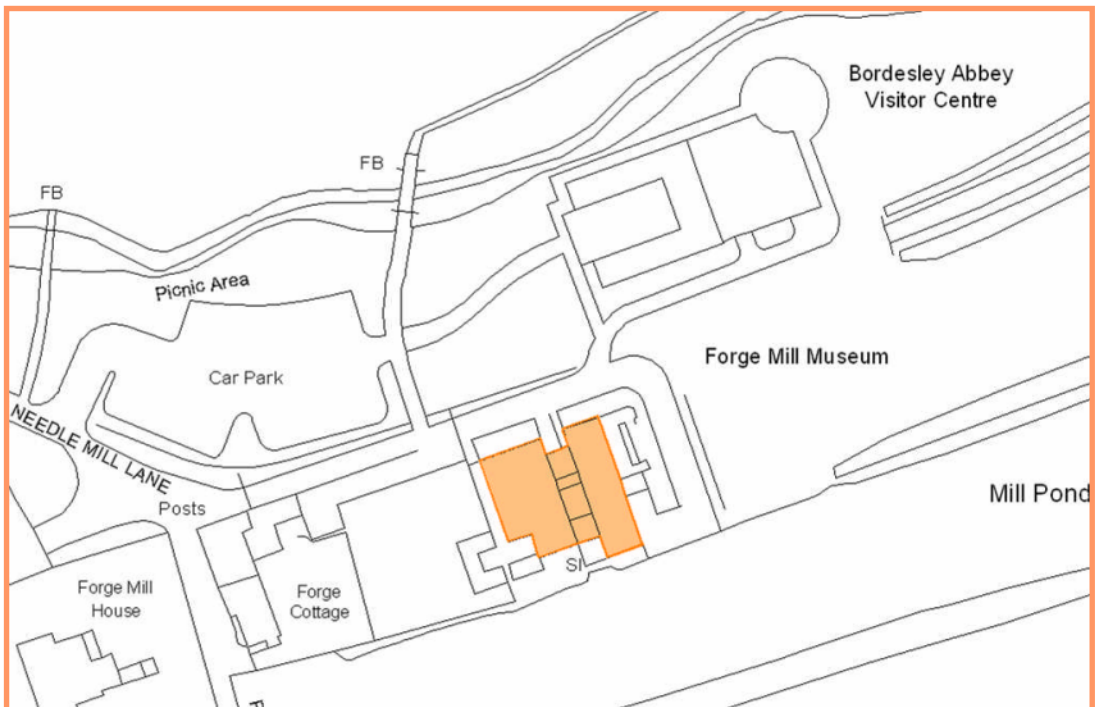 Bordesley Abbey
Visitor Centre
FB
FB
Picnic Area
Forge Mill Museum
Car Park
NEEDLE MILL LANE
Mill Pond
Posts
SI
Forge Mill
House
Forge
Cottage